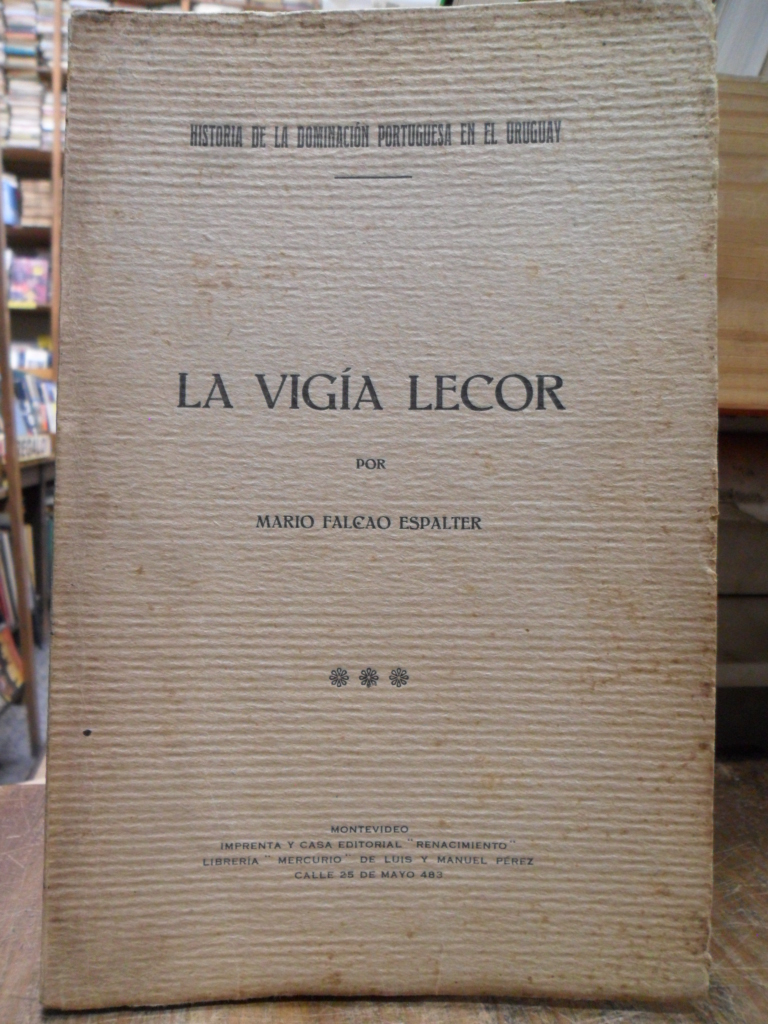 HISTORIA DE LA DOMINACIÓN PORTUGUESA EN EL URUGUAY
LA VIGÍA LECOR
POR
MARIO FALCAO ESPALTER
MONTEVIDEO
IMPRENTA Y CASA EDITORIAL "RENACIMIENTO"
LIBRERÍA "MERCURIO" DE LUIS Y MANUEL PÉREZ
CALLE 25 DE MAYO 483